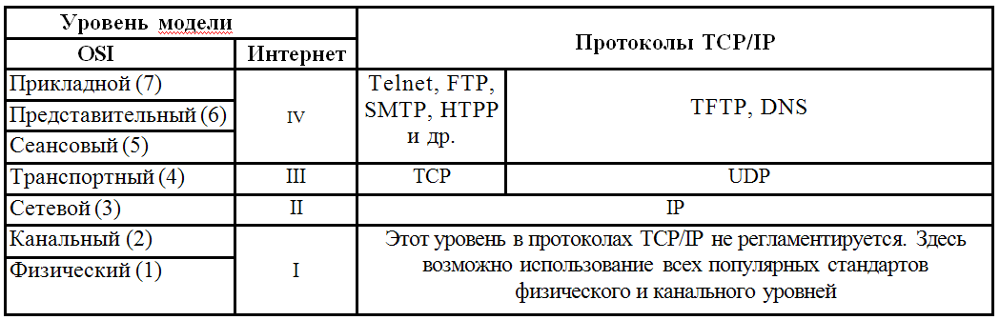 Уровень модели
OSI
Интернет
Протоколы TCP/IP
Прикладной (7)
Представительный (6)
Сеансовый (5)
IV
Telnet, FTP,
SMTP, HTPP
и др.
TFTP, DNS
Транспортный (4)
III
TCP
UDP
Сетевой (3)
II
IP
Канальный (2)
Физический (1)
I
Этот уровень в протоколах TCP/IP не регламентируется. Здесь
возможно использование всех популярных стандартов
физического и канального уровней